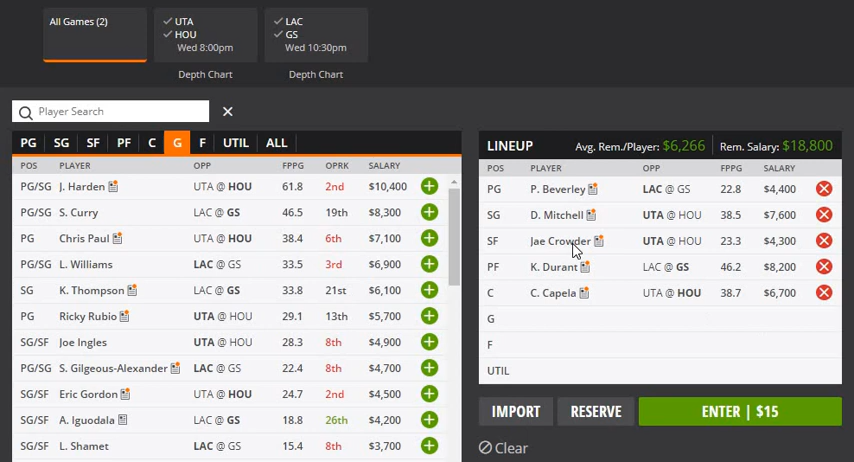 All Games (2)
UTA
HOU
Wed 8:00pm
Depth Chart
LAC
GS
Wed 10:30pm
Depth Chart
Player Search
PG SG SF PF C G F UTIL ALL
POS PLAYER OPP FPPG OPRK SALARY
PG/SG J. Harden UTA @ HOU 61.8 2nd $10,400
PG/SG S. Curry LAC @ GS 46.5 19th $8,300
PG Chris Paul UTA @ HOU 38.4 6th $7,100
PG/SG L. Williams LAC @ GS 33.5 3rd $6,900
SG K. Thompson LAC @ GS 33.8 21st $6,100
PG Ricky Rubio UTA @ HOU 29.1 13th $5,700
SG/SF Joe Ingles UTA @ HOU 28.3 8th $4,900
PG/SG S. Gilgeous-Alexander LAC @ GS 22.4 8th $4,700
SG/SF Eric Gordon UTA @ HOU 24.7 2nd $4,500
SG/SF A. Iguodala LAC @ GS 18.8 26th $4,200
SG/SF L. Shamet LAC @ GS 15.4 8th $3,700
LINEUP Avg. Rem./Player: $6,266 Rem. Salary: $18,800
POS PLAYER OPP FPPG SALARY
PG P. Beverley LAC @ GS 22.8 $4,400
SG D. Mitchell UTA @ HOU 38.5 $7,600
SF Jae Crowder UTA @ HOU 23.3 $4,300
PF K. Durant LAC @ GS 46.2 $8,200
C C. Capela UTA @ HOU 38.7 $6,700
G
F
UTIL
IMPORT RESERVE ENTER | $15
Clear